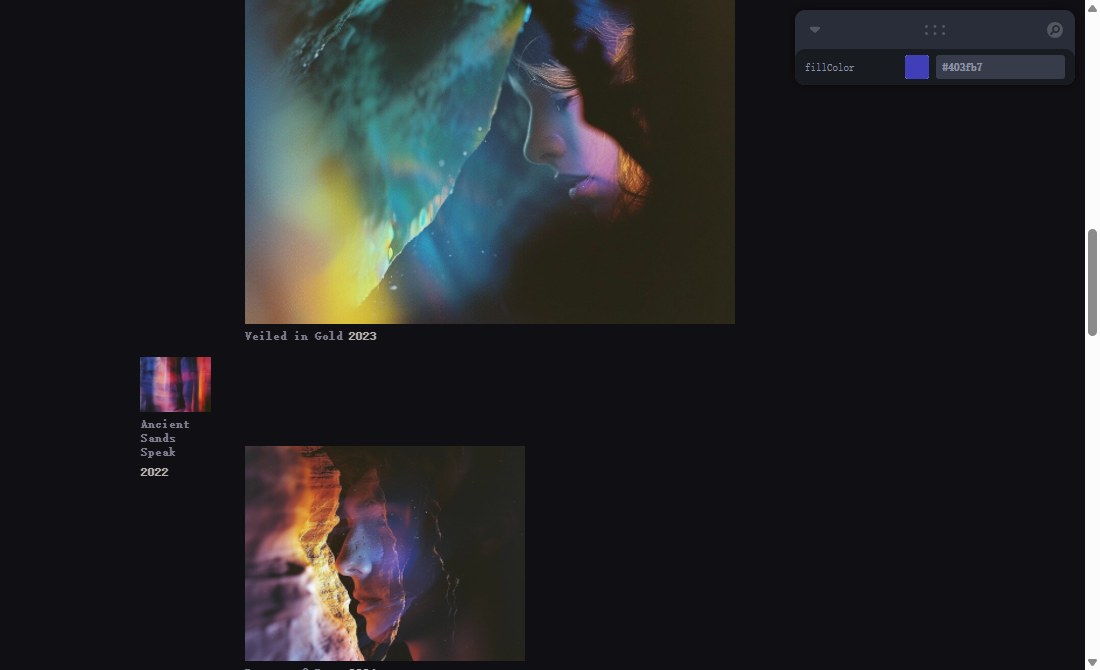 fillColor
#403fb7
Veiled in Gold 2023
Ancient
Sands
Speak
2022